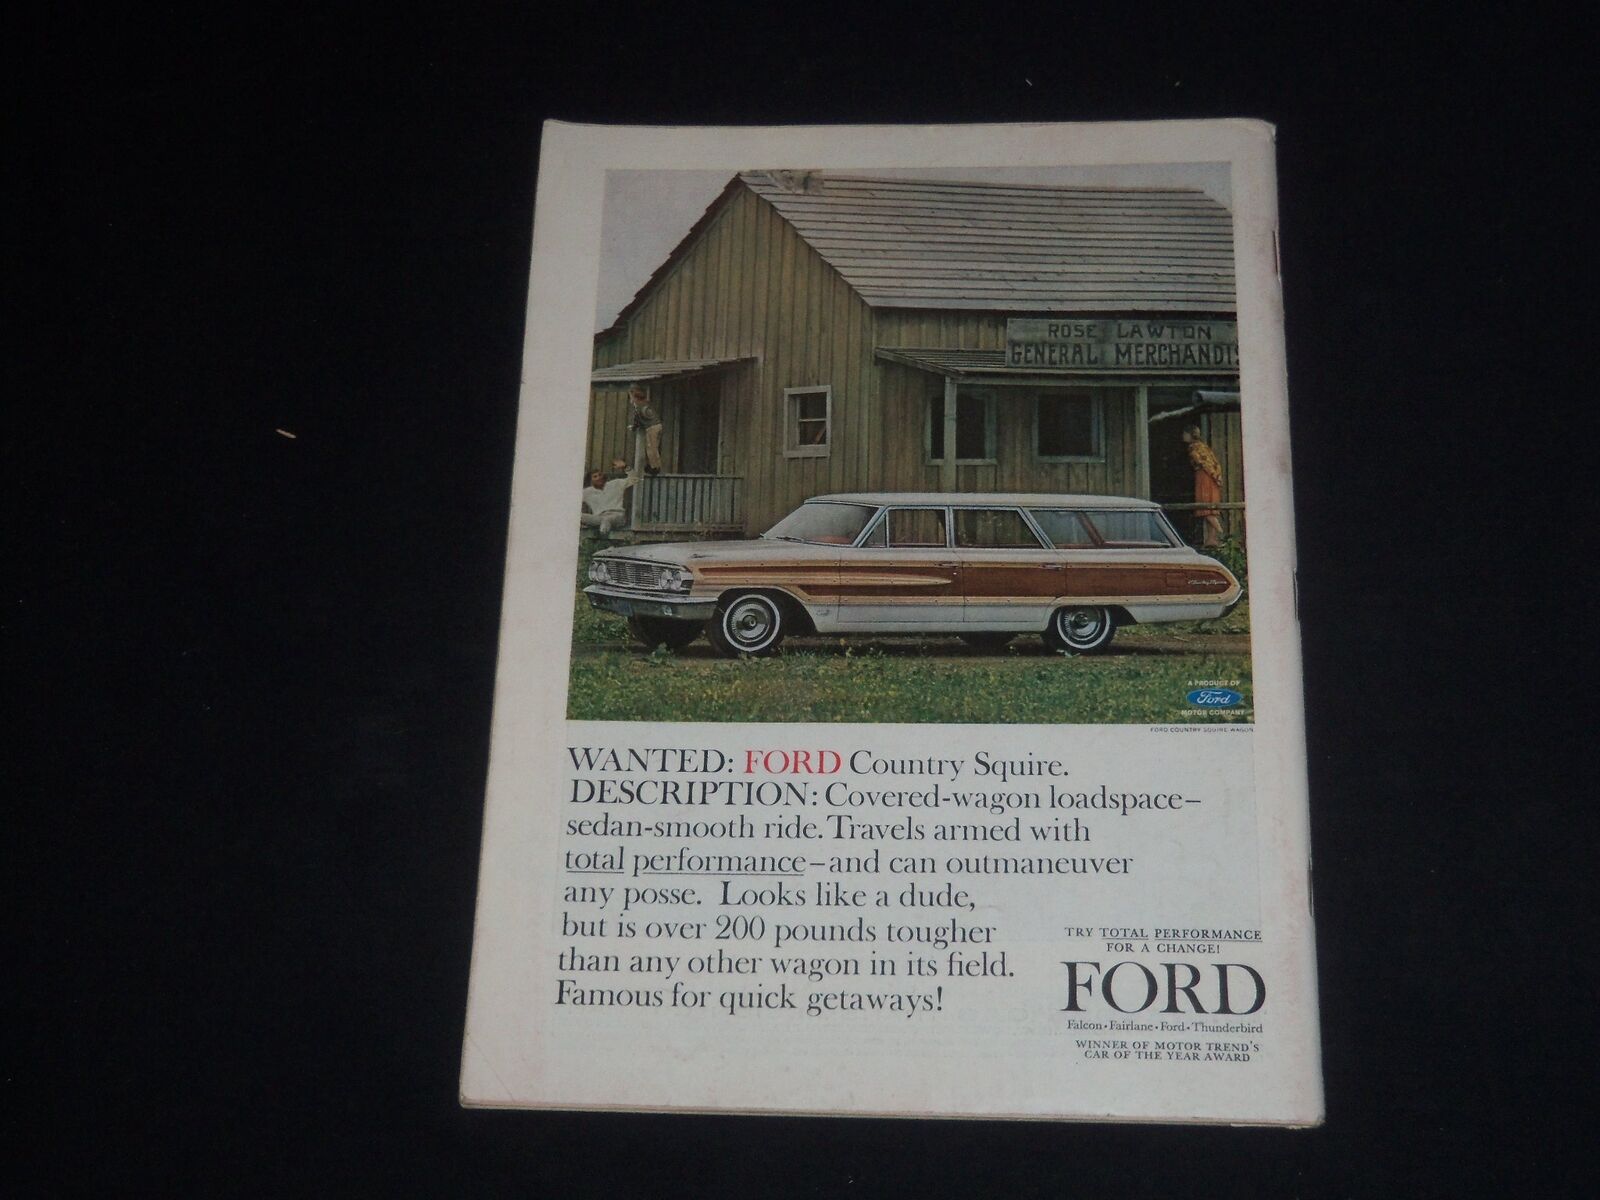 ROSE LAWTON
GENERAL MERCHANDIS
Country Squire
A PRODUCT OF
Ford
MOTOR COMPANY
FORD COUNTRY SQUIRE WAGON
WANTED: FORD Country Squire.
DESCRIPTION: Covered-wagon loadspace–
sedan-smooth ride. Travels armed with
total performance–and can outmaneuver
any posse. Looks like a dude,
but is over 200 pounds tougher
than any other wagon in its field.
Famous for quick getaways!
TRY TOTAL PERFORMANCE
FOR A CHANGE!
FORD
Falcon • Fairlane • Ford • Thunderbird
WINNER OF MOTOR TREND'S
CAR OF THE YEAR AWARD